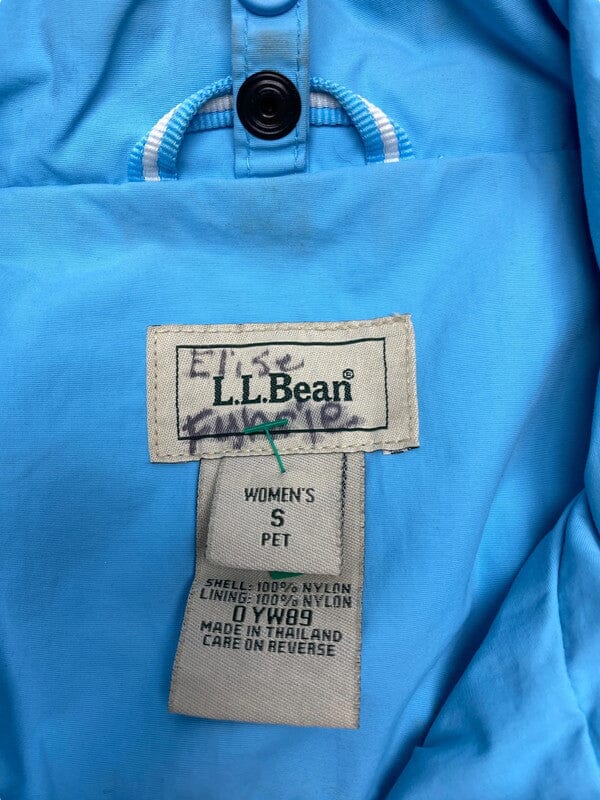 Elise
L.L.Bean®
WOMEN'S
S
PET
SHELL: 100% NYLON
LINING: 100% NYLON
0YW89
MADE IN THAILAND
CARE ON REVERSE